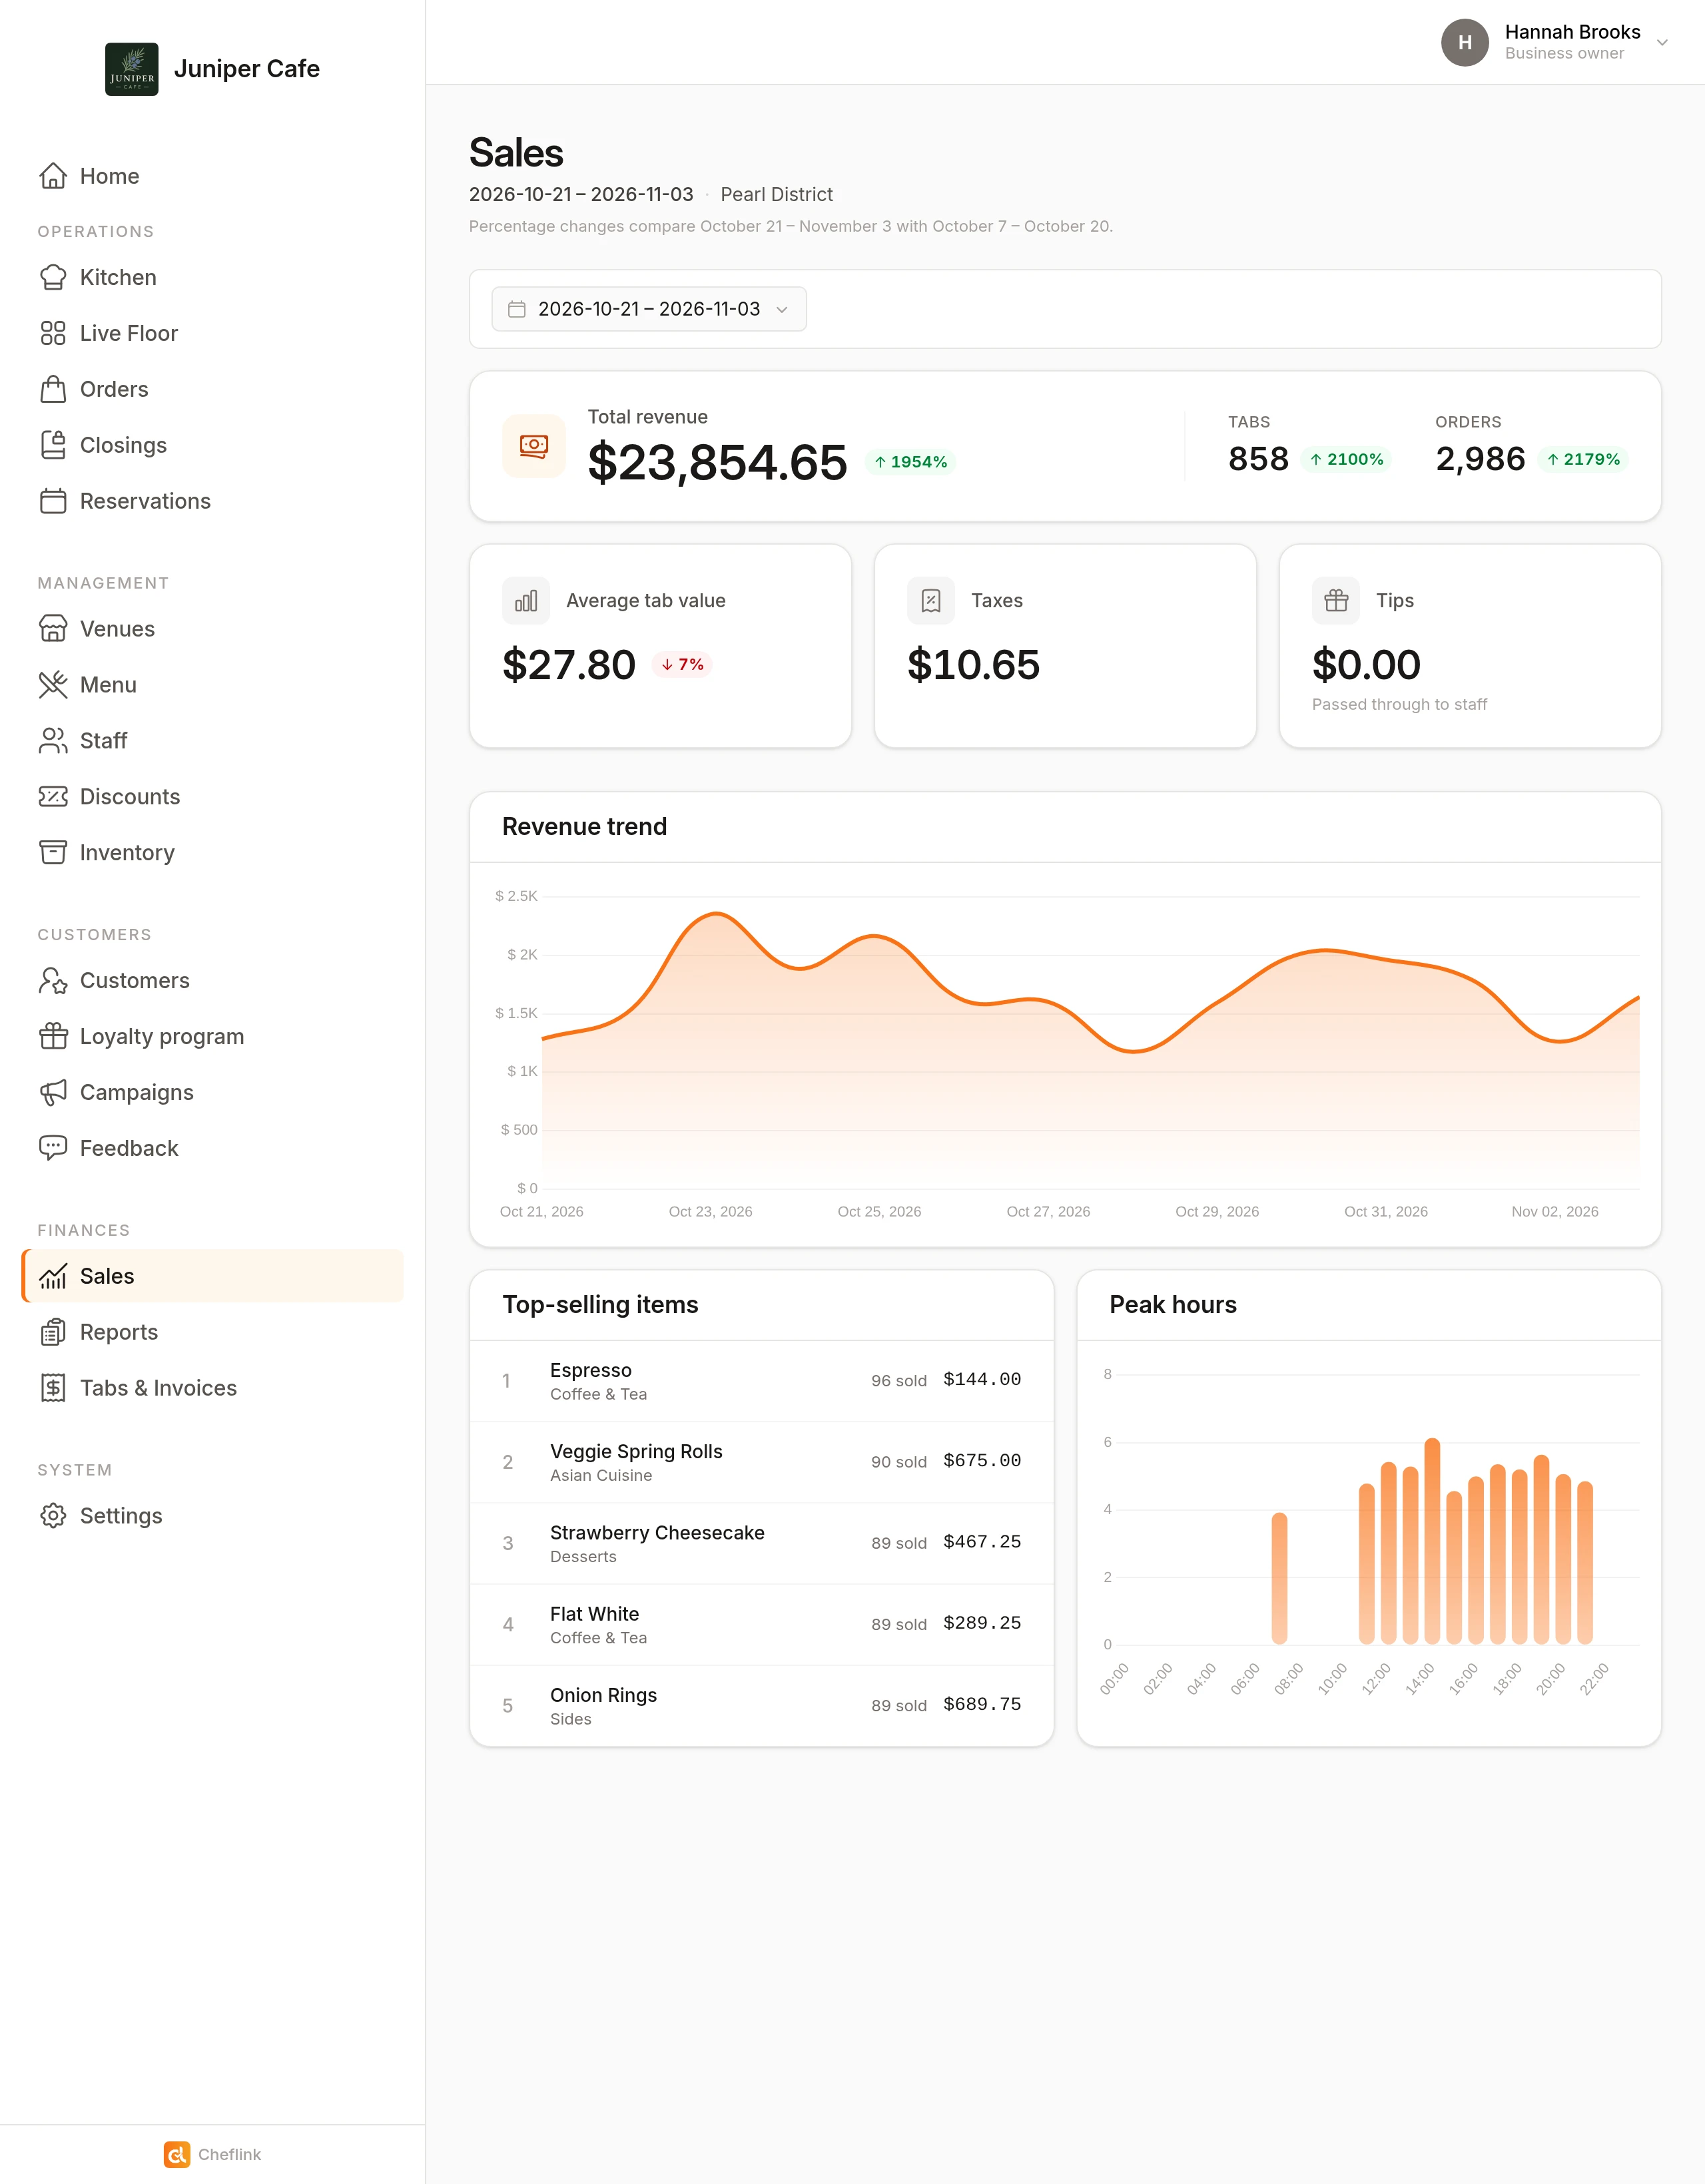 JUNIPER
CAFE
Juniper Cafe
Home
OPERATIONS
Kitchen
Live Floor
Orders
Closings
Reservations
MANAGEMENT
Venues
Menu
Staff
Discounts
Inventory
CUSTOMERS
Customers
Loyalty program
Campaigns
Feedback
FINANCES
Sales
Reports
Tabs & Invoices
SYSTEM
Settings
Cheflink
H
Hannah Brooks
Business owner
Sales
2026-10-21 – 2026-11-03 · Pearl District
Percentage changes compare October 21 – November 3 with October 7 – October 20.
2026-10-21 – 2026-11-03
Total revenue
$23,854.65 ↑ 1954%
TABS
858 ↑ 2100%
ORDERS
2,986 ↑ 2179%
Average tab value
$27.80 ↓ 7%
Taxes
$10.65
Tips
$0.00
Passed through to staff
Revenue trend
$ 2.5K
$ 2K
$ 1.5K
$ 1K
$ 500
$ 0
Oct 21, 2026 Oct 23, 2026 Oct 25, 2026 Oct 27, 2026 Oct 29, 2026 Oct 31, 2026 Nov 02, 2026
Top-selling items
1 Espresso 96 sold $144.00
Coffee & Tea
2 Veggie Spring Rolls 90 sold $675.00
Asian Cuisine
3 Strawberry Cheesecake 89 sold $467.25
Desserts
4 Flat White 89 sold $289.25
Coffee & Tea
5 Onion Rings 89 sold $689.75
Sides
Peak hours
8
6
4
2
0
00:00 02:00 04:00 06:00 08:00 10:00 12:00 14:00 16:00 18:00 20:00 22:00